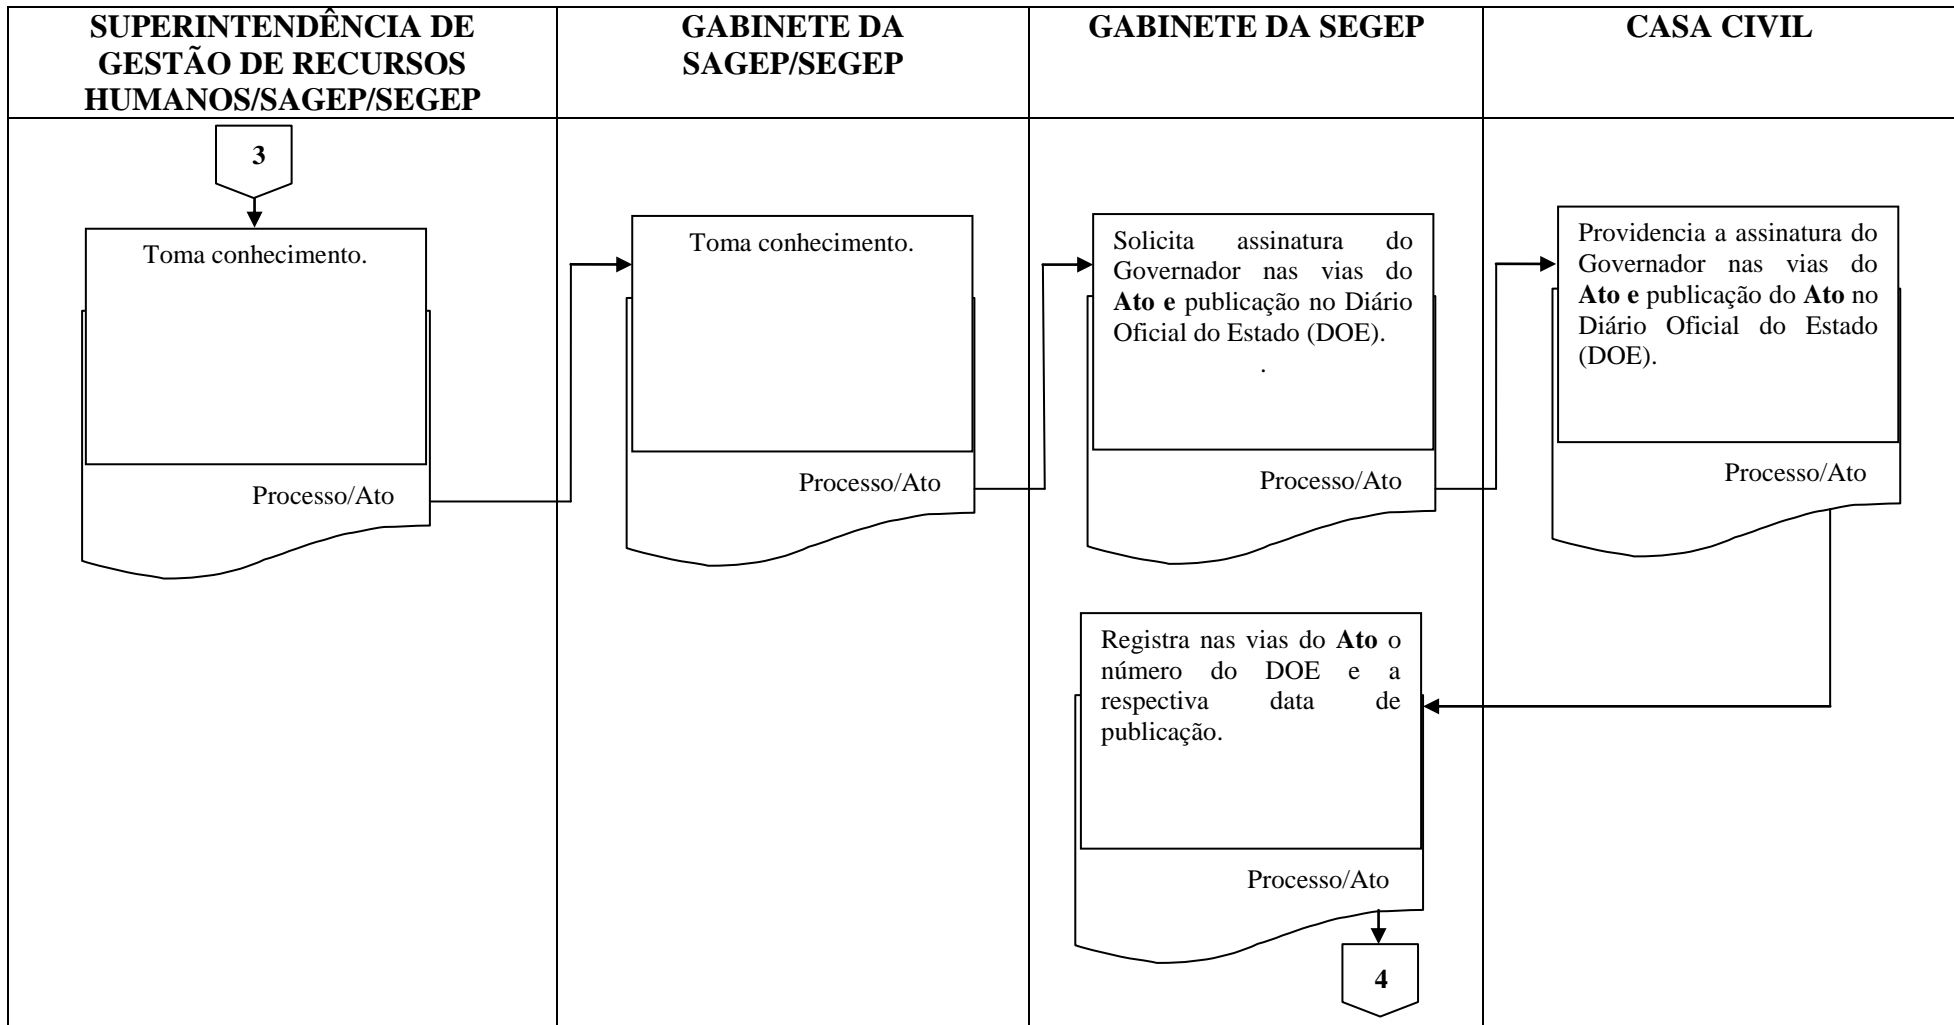 SUPERINTENDÊNCIA DE
GESTÃO DE RECURSOS
HUMANOS/SAGEP/SEGEP
GABINETE DA
SAGEP/SEGEP
GABINETE DA SEGEP
CASA CIVIL
3
Toma conhecimento.
Processo/Ato
Toma conhecimento.
Processo/Ato
Solicita assinatura do
Governador nas vias do
Ato e publicação no Diário
Oficial do Estado (DOE).
.
Processo/Ato
Providencia a assinatura do
Governador nas vias do
Ato e publicação do Ato no
Diário Oficial do Estado
(DOE).
Processo/Ato
Registra nas vias do Ato o
número do DOE e a
respectiva data de
publicação.
Processo/Ato
4